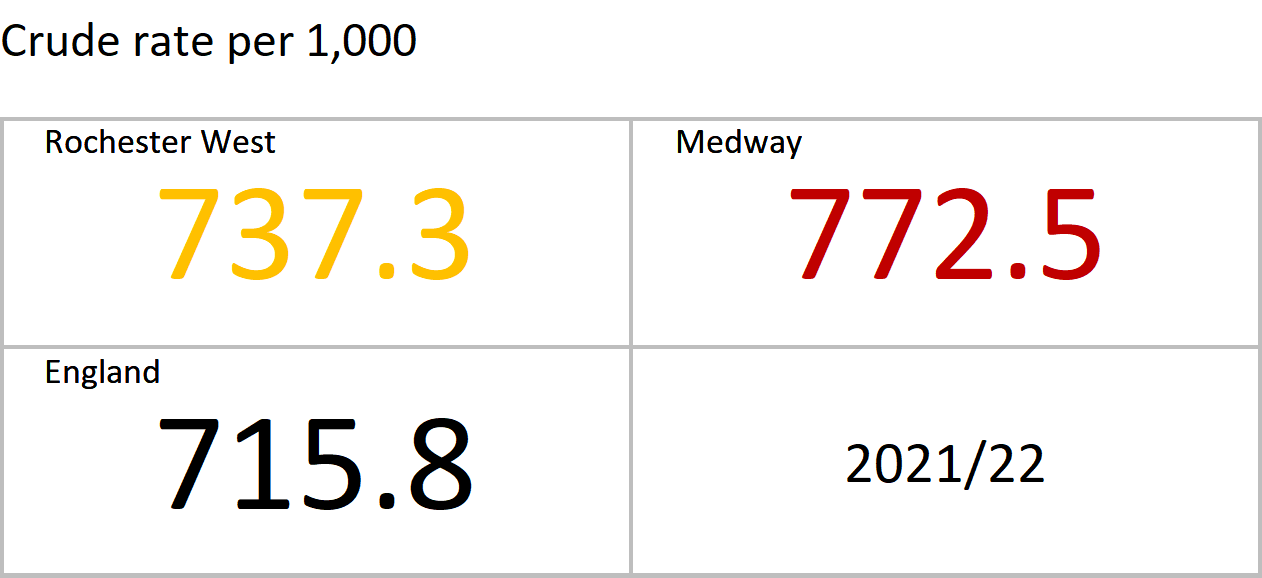 Crude rate per 1,000
Rochester West
737.3
Medway
772.5
England
715.8
2021/22